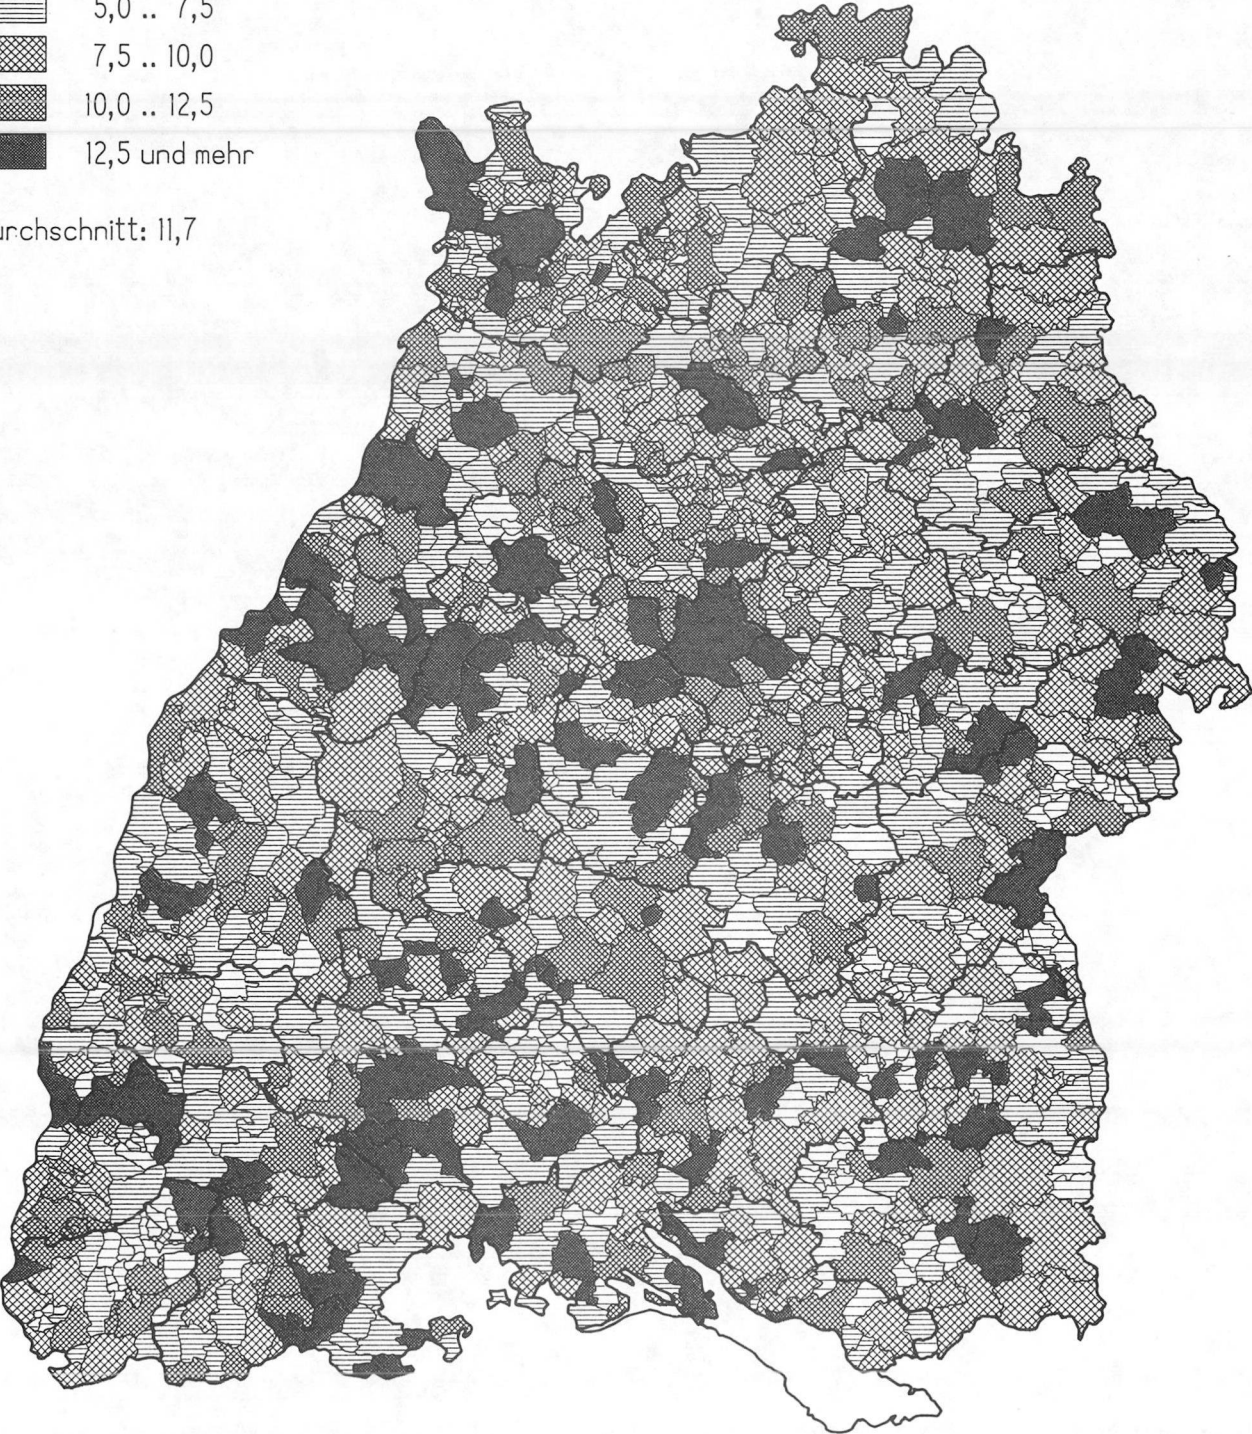 5,0 .. 7,5
7,5 .. 10,0
10,0 .. 12,5
12,5 und mehr
urchschnitt: 11,7